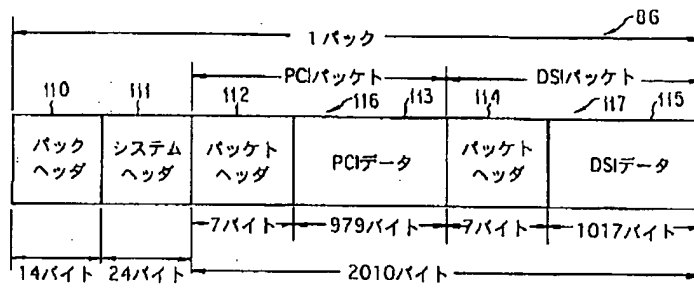 86
1パック
PCIパケット
DSIパケット
110
111
112
116
113
114
117
115
パック
ヘッダ
システム
ヘッダ
パケット
ヘッダ
PCIデータ
パケット
ヘッダ
DSIデータ
7バイト
979バイト
7バイト
1017バイト
14バイト
24バイト
2010バイト